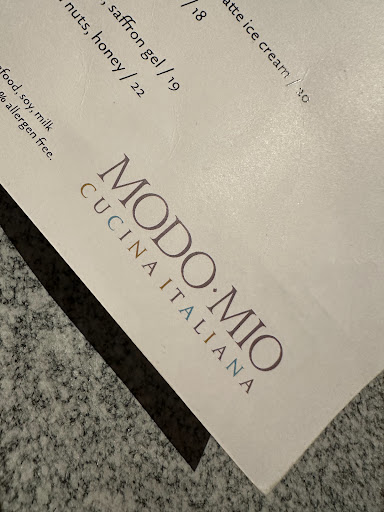 / 18
latte ice cream / 10
, saffron gel / 19
nuts, honey / 22
food, soy, milk
% allergen free.
MODO·MIO
CUCINA ITALIANA